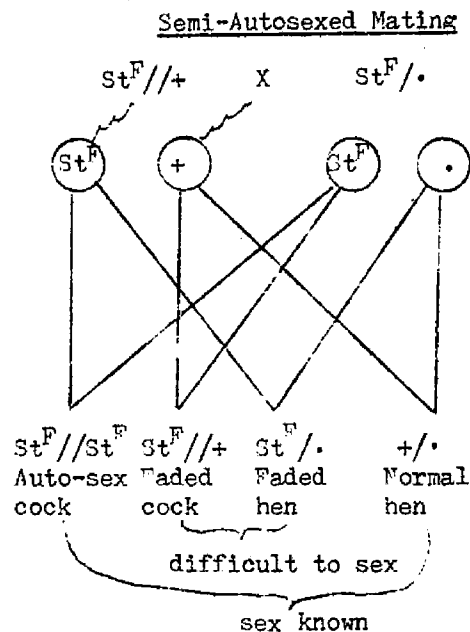 Semi-Autosexed Mating
St^F//+ X St^F/.
St^F + St^F .
St^F//St^F St^F//+ St^F/. +/.
Auto-sex Faded Faded Normal
cock cock hen hen
difficult to sex
sex known